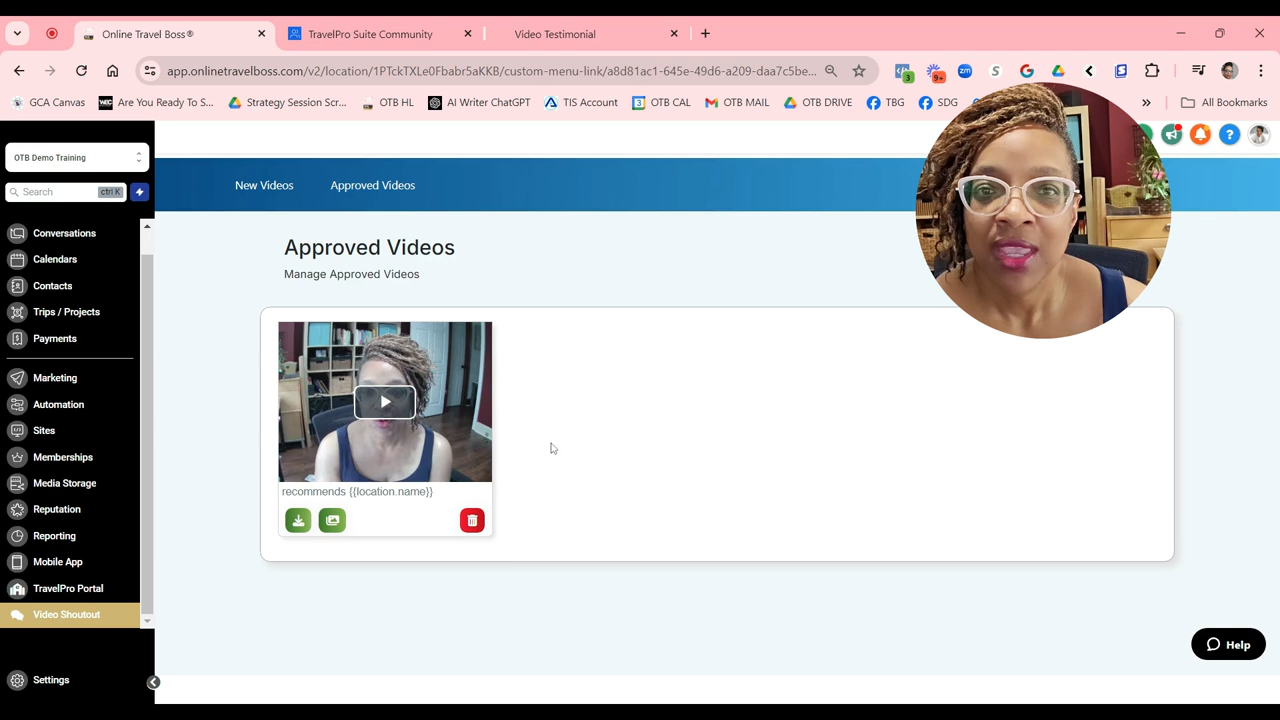 Online Travel Boss®
TravelPro Suite Community
Video Testimonial
app.onlinetravelboss.com/v2/location/1PTckTXLe0Fbabr5aKKB/custom-menu-link/a8d81ac1-645e-49d6-a209-daa7c5be...
3
9+
zm
GCA Canvas
Are You Ready To S...
Strategy Session Scr...
OTB HL
AI Writer ChatGPT
TIS Account
OTB CAL
OTB MAIL
OTB DRIVE
TBG
SDG
All Bookmarks
OTB Demo Training
Search
ctrl K
Conversations
Calendars
Contacts
Trips / Projects
Payments
Marketing
Automation
Sites
Memberships
Media Storage
Reputation
Reporting
Mobile App
TravelPro Portal
Video Shoutout
Settings
New Videos
Approved Videos
Approved Videos
Manage Approved Videos
recommends {{location.name}}
Help